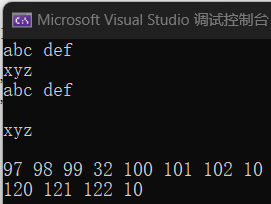 Microsoft Visual Studio 调试控制台
abc def
xyz
abc def

xyz

97 98 99 32 100 101 102 10
120 121 122 10